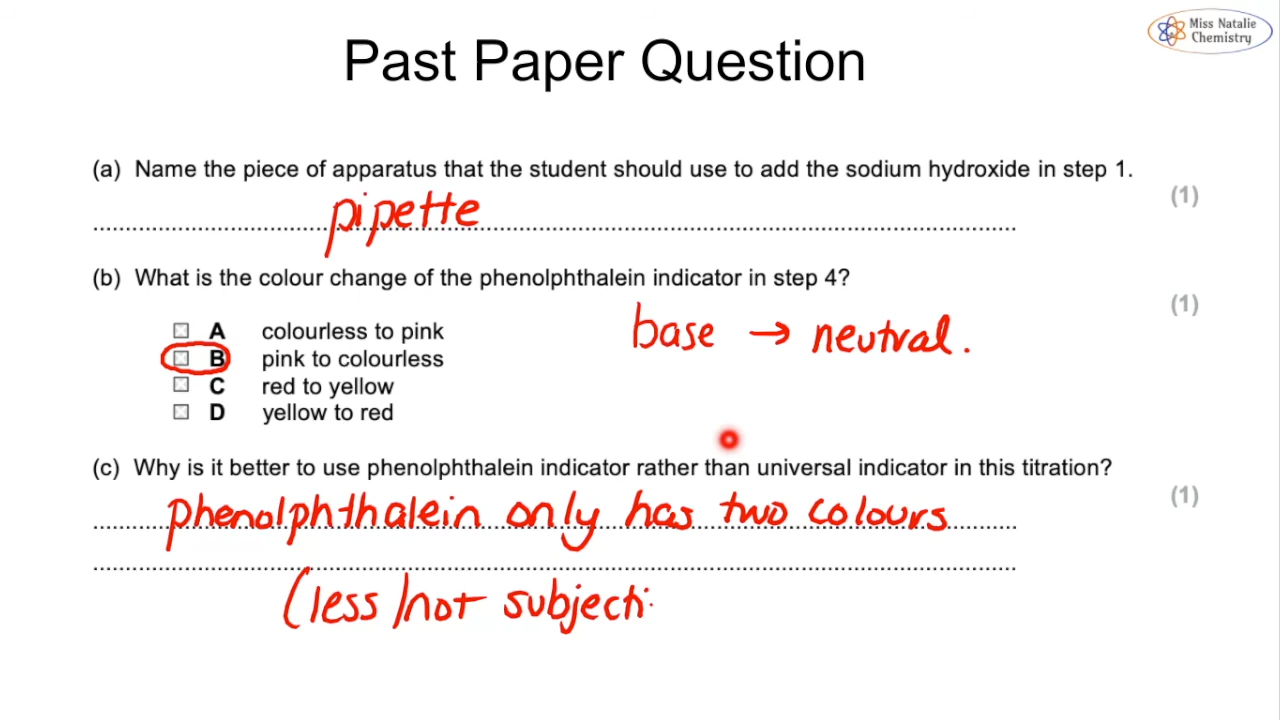 Miss Natalie
Chemistry
Past Paper Question
(a) Name the piece of apparatus that the student should use to add the sodium hydroxide in step 1.
(1)
pipette
(b) What is the colour change of the phenolphthalein indicator in step 4?
(1)
A colourless to pink
base → neutral.
B pink to colourless
C red to yellow
D yellow to red
(c) Why is it better to use phenolphthalein indicator rather than universal indicator in this titration?
(1)
phenolphthalein only has two colours
(less/not subjecti